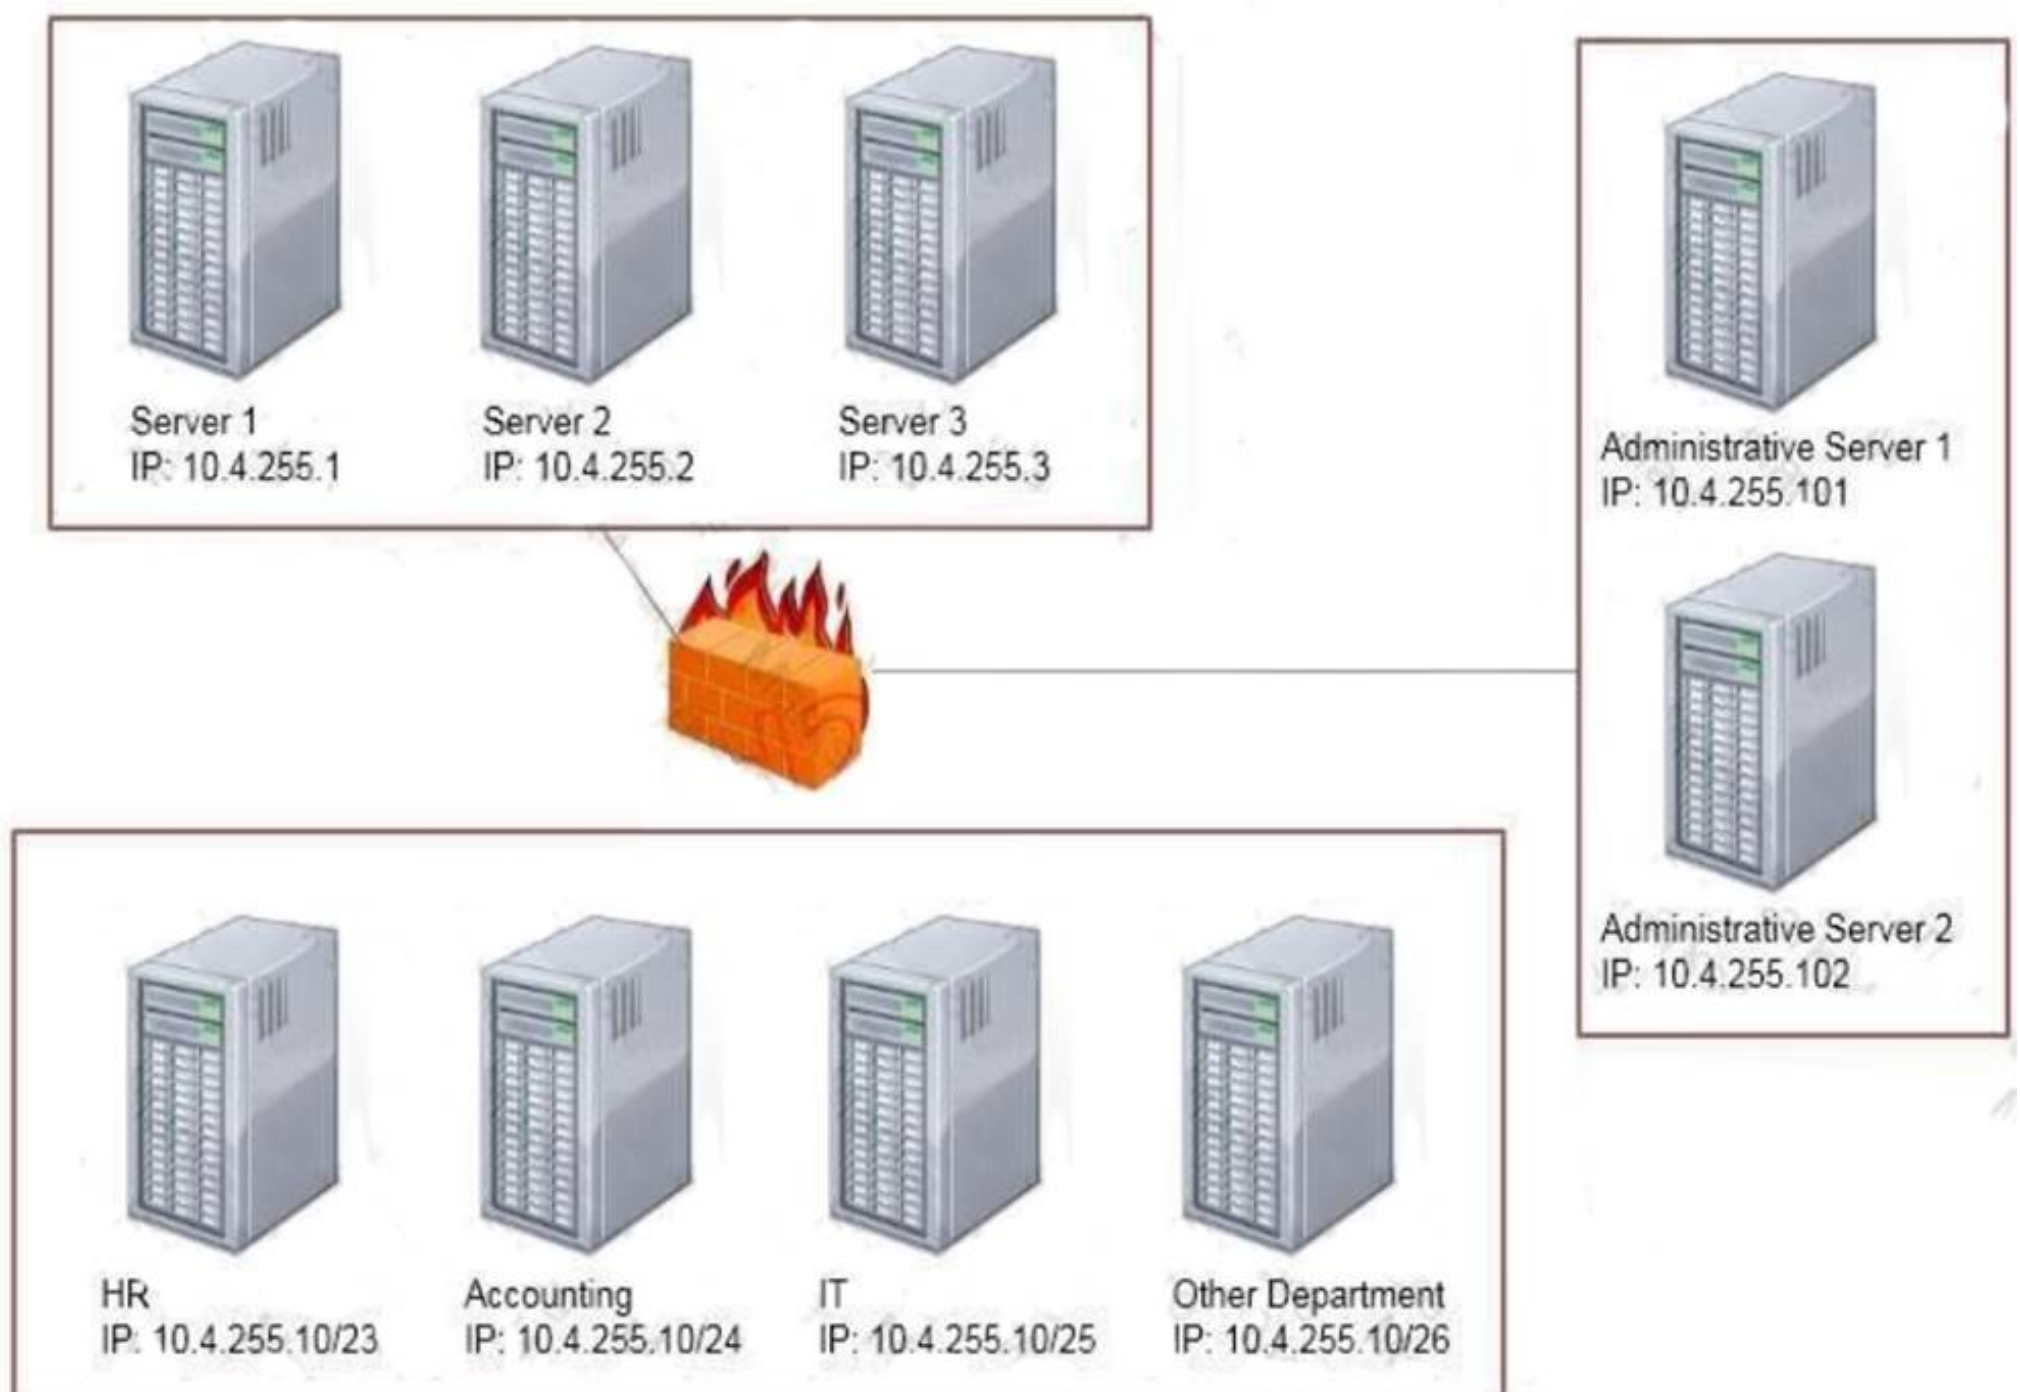 Server 1
IP: 10.4.255.1
Server 2
IP: 10.4.255.2
Server 3
IP: 10.4.255.3
Administrative Server 1
IP: 10.4.255.101
Administrative Server 2
IP: 10.4.255.102
HR
IP: 10.4.255.10/23
Accounting
IP: 10.4.255.10/24
IT
IP: 10.4.255.10/25
Other Department
IP: 10.4.255.10/26